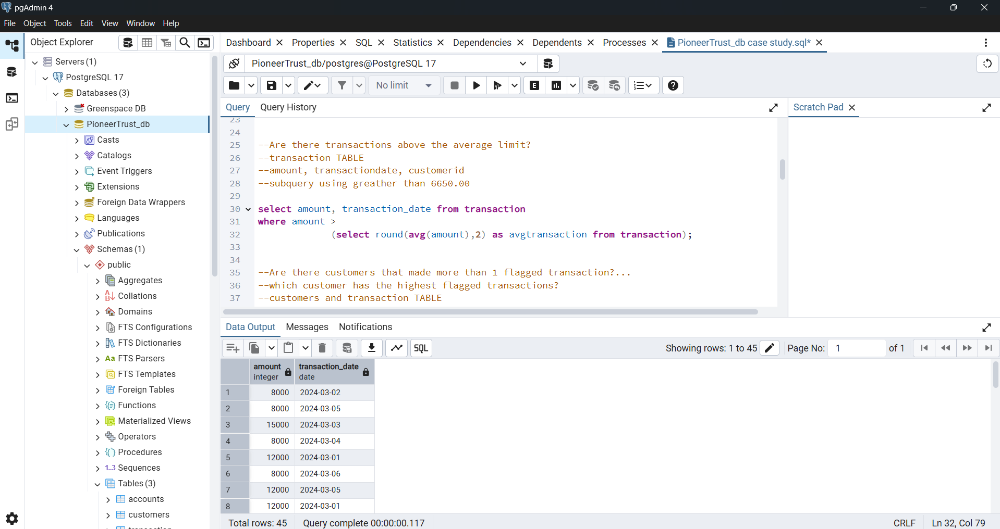 pgAdmin 4
File Object Tools Edit View Window Help
Object Explorer
Dashboard Properties SQL Statistics Dependencies Dependents Processes PioneerTrust_db case study.sql*
Servers (1)
PostgreSQL 17
Databases (3)
Greenspace DB
PioneerTrust_db
Casts
Catalogs
Event Triggers
Extensions
Foreign Data Wrappers
Languages
Publications
Schemas (1)
public
Aggregates
Collations
Domains
FTS Configurations
FTS Dictionaries
Aa FTS Parsers
FTS Templates
Foreign Tables
Functions
Materialized Views
Operators
Procedures
1..3 Sequences
Tables (3)
accounts
customers
transaction
PioneerTrust_db/postgres@PostgreSQL 17
No limit
E
Query Query History
Scratch Pad
23
24
25 --Are there transactions above the average limit?
26 --transaction TABLE
27 --amount, transactiondate, customerid
28 --subquery using greather than 6650.00
29
30 select amount, transaction_date from transaction
31 where amount >
32 (select round(avg(amount),2) as avgtransaction from transaction);
33
34
35 --Are there customers that made more than 1 flagged transaction?...
36 --which customer has the highest flagged transactions?
37 --customers and transaction TABLE
Data Output Messages Notifications
SQL
Showing rows: 1 to 45 Page No: 1 of 1
amount integer transaction_date date
1 8000 2024-03-02
2 8000 2024-03-05
3 15000 2024-03-03
4 8000 2024-03-04
5 12000 2024-03-01
6 8000 2024-03-06
7 12000 2024-03-05
8 12000 2024-03-01
Total rows: 45 Query complete 00:00:00.117 CRLF Ln 32, Col 79